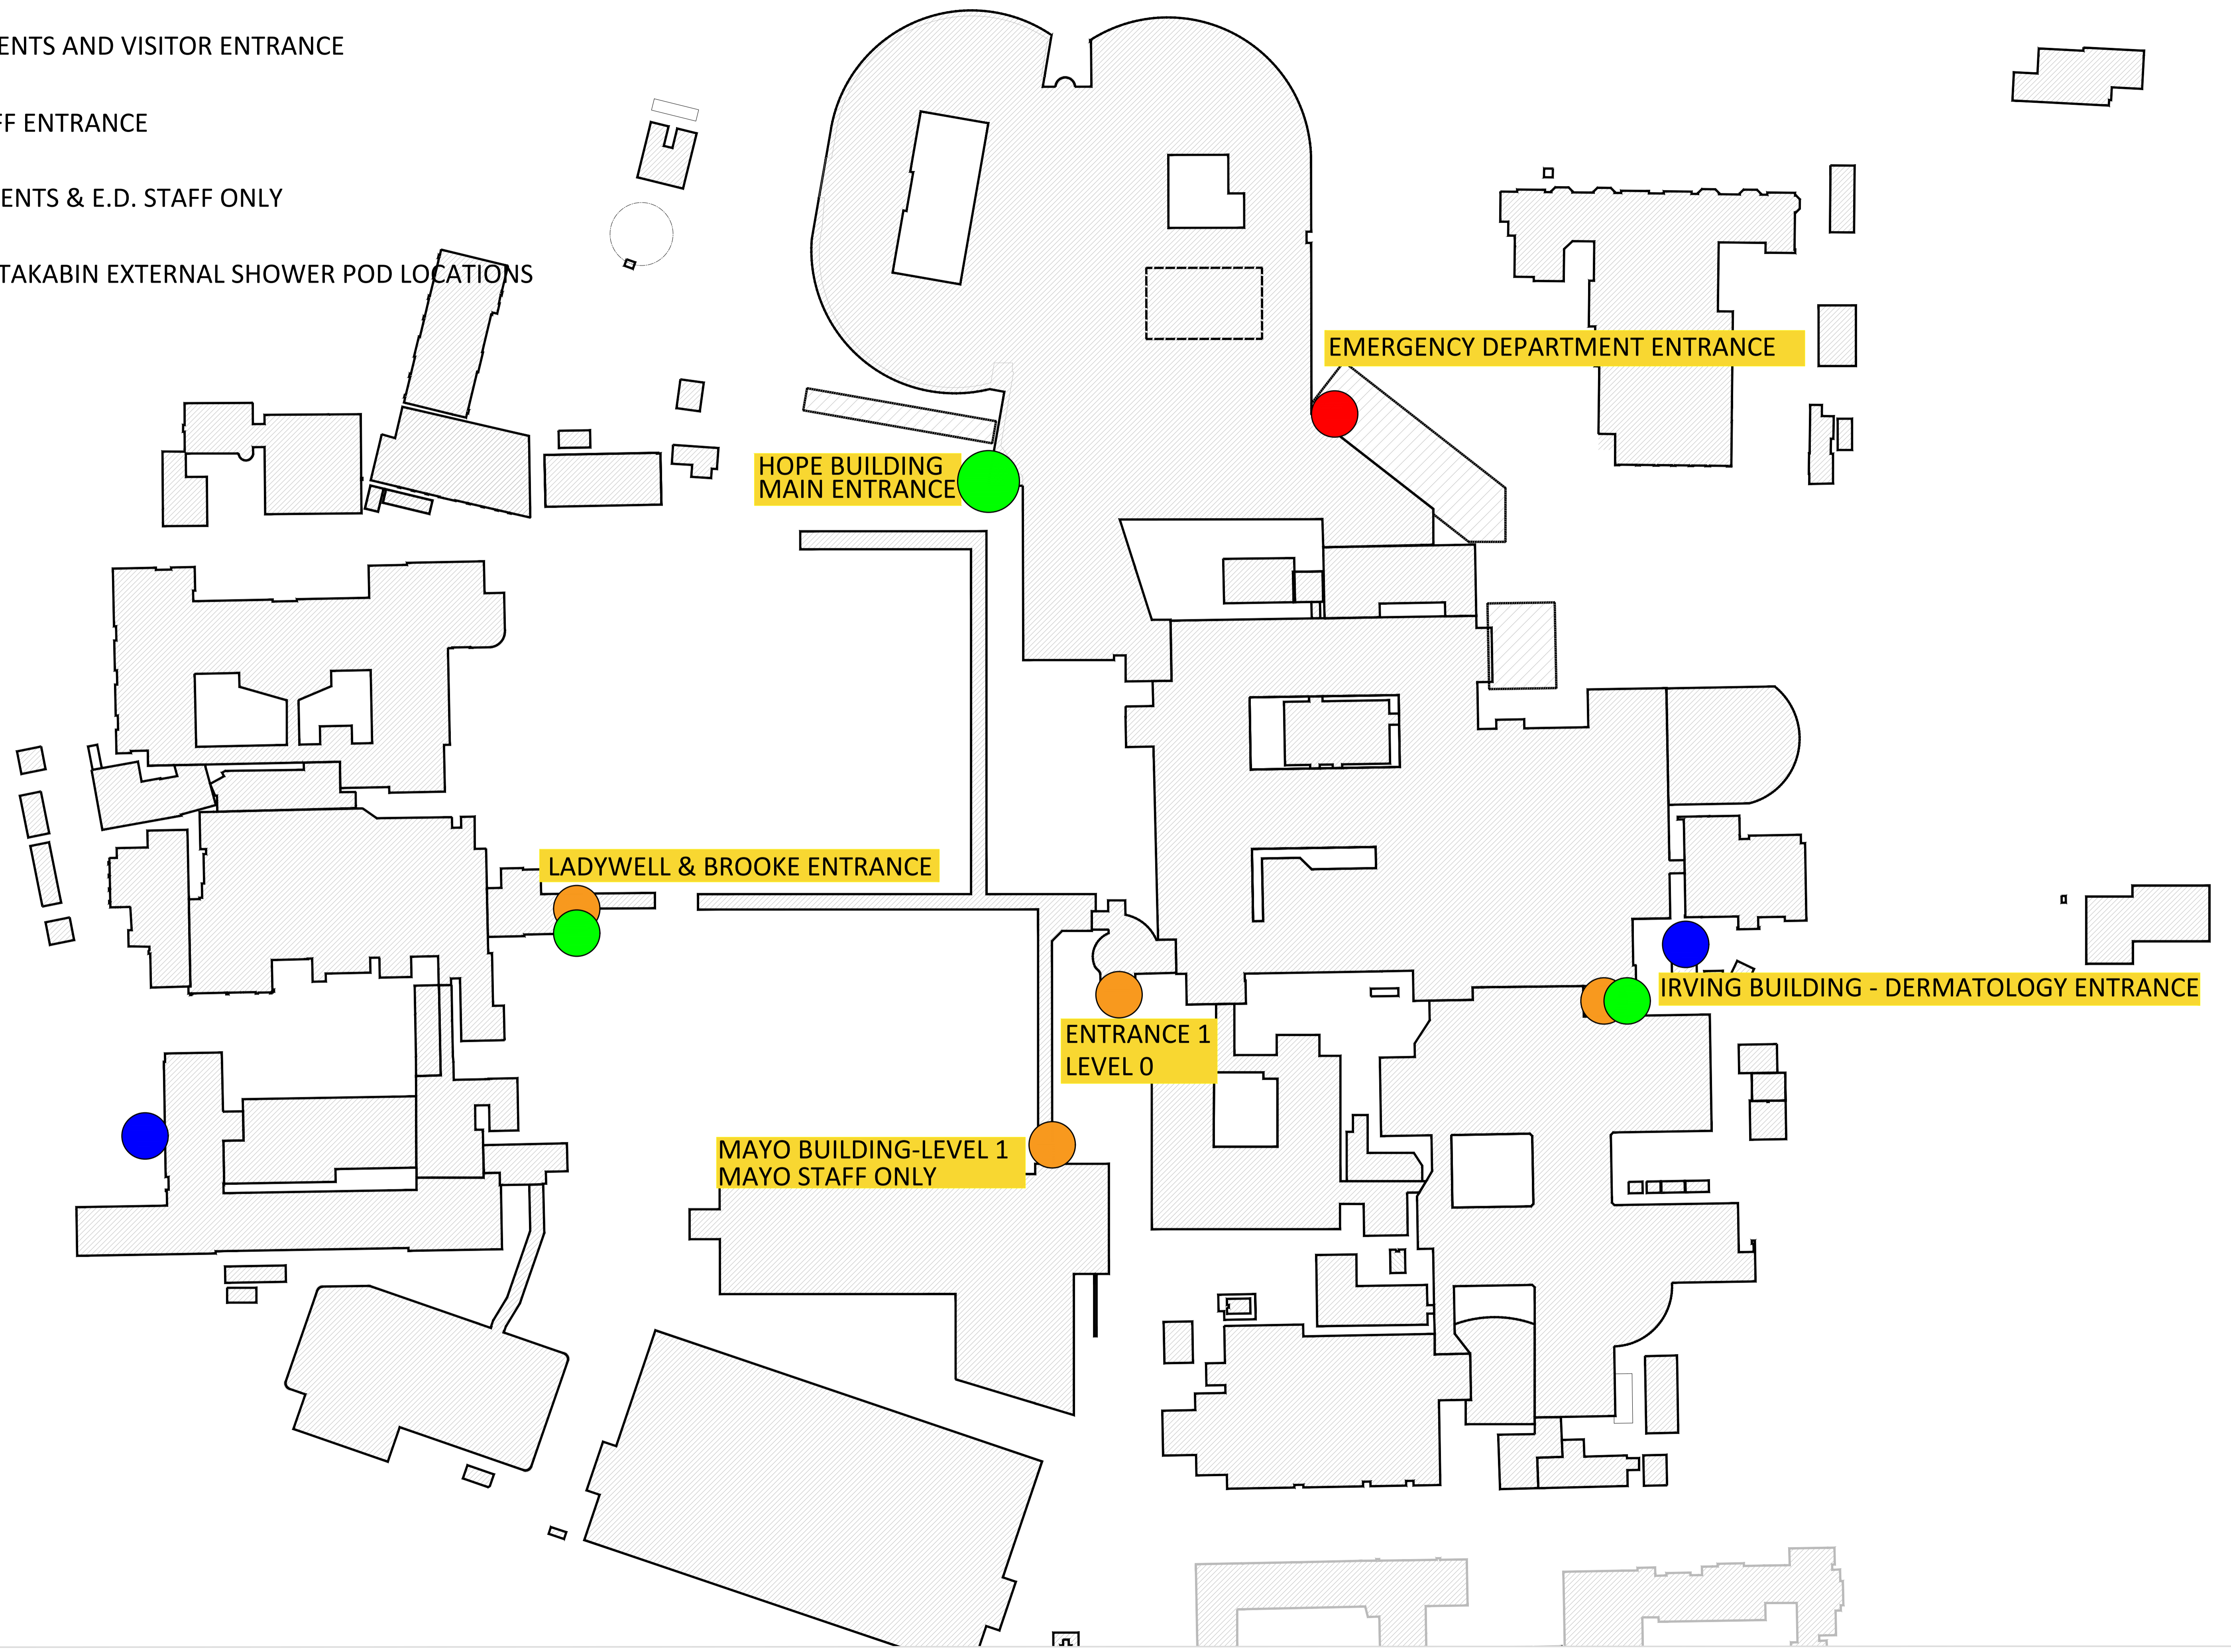 ENTS AND VISITOR ENTRANCE
FF ENTRANCE
ENTS & E.D. STAFF ONLY
TAKABIN EXTERNAL SHOWER POD LOCATIONS
EMERGENCY DEPARTMENT ENTRANCE
HOPE BUILDING
MAIN ENTRANCE
LADYWELL & BROOKE ENTRANCE
IRVING BUILDING - DERMATOLOGY ENTRANCE
ENTRANCE 1
LEVEL 0
MAYO BUILDING-LEVEL 1
MAYO STAFF ONLY